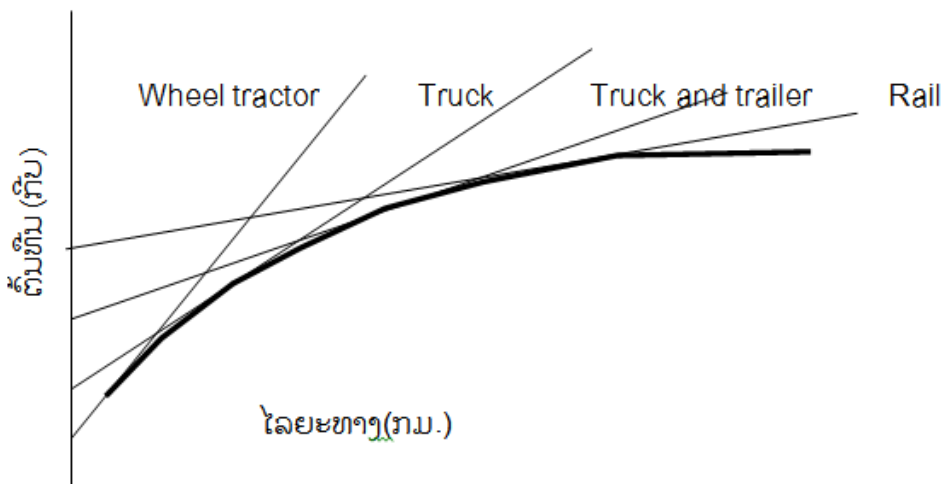 Wheel tractor
Truck
Truck and trailer
Rail
ຕົ້ນທຶນ (ກີບ)
ໄລຍະທາງ(ກມ.)